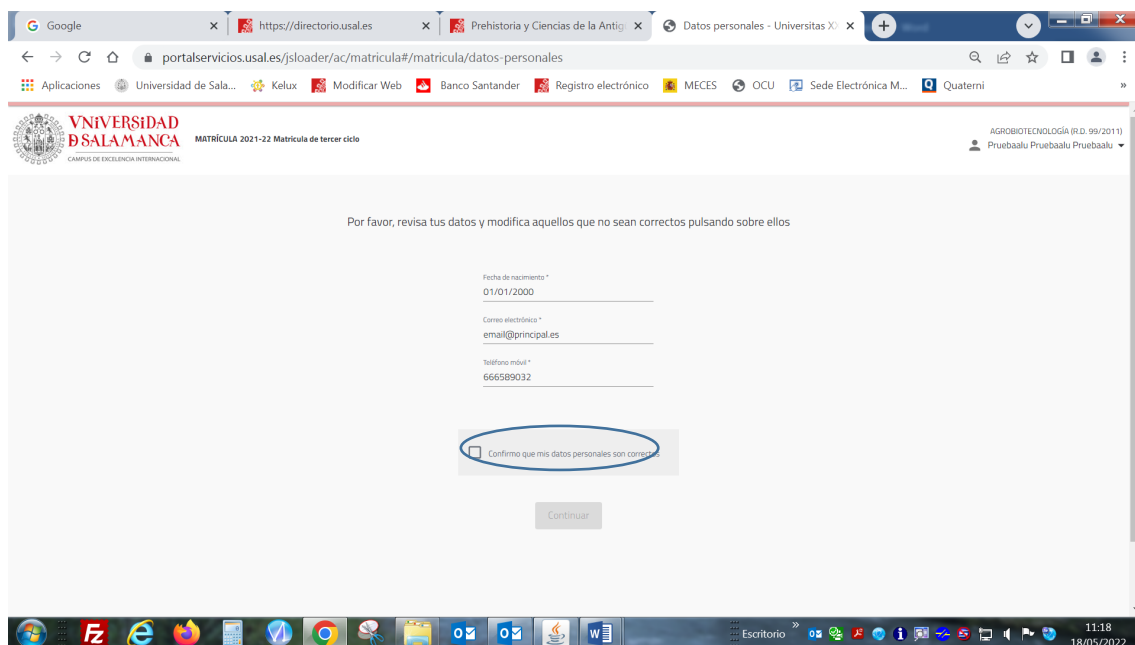 Google
https://directorio.usal.es
Prehistoria y Ciencias de la Antig
Datos personales - Universitas X
portalservicios.usal.es/jsloader/ac/matricula#/matricula/datos-personales
Aplicaciones
Universidad de Sala...
Kelux
Modificar Web
Banco Santander
Registro electrónico
MECES
OCU
Sede Electrónica M...
Quaterni
VNiVERSiDAD
D SALAMANCA
CAMPUS DE EXCELENCIA INTERNACIONAL
MATRÍCULA 2021-22 Matrícula de tercer ciclo
AGROBIOTECNOLOGÍA (R.D. 99/2011)
Pruebaalu Pruebaalu Pruebaalu
Por favor, revisa tus datos y modifica aquellos que no sean correctos pulsando sobre ellos
Fecha de nacimiento *
01/01/2000
Correo electrónico *
email@principal.es
Teléfono móvil *
666589032
Confirmo que mis datos personales son correctos
Continuar
Escritorio
11:18
18/05/2022